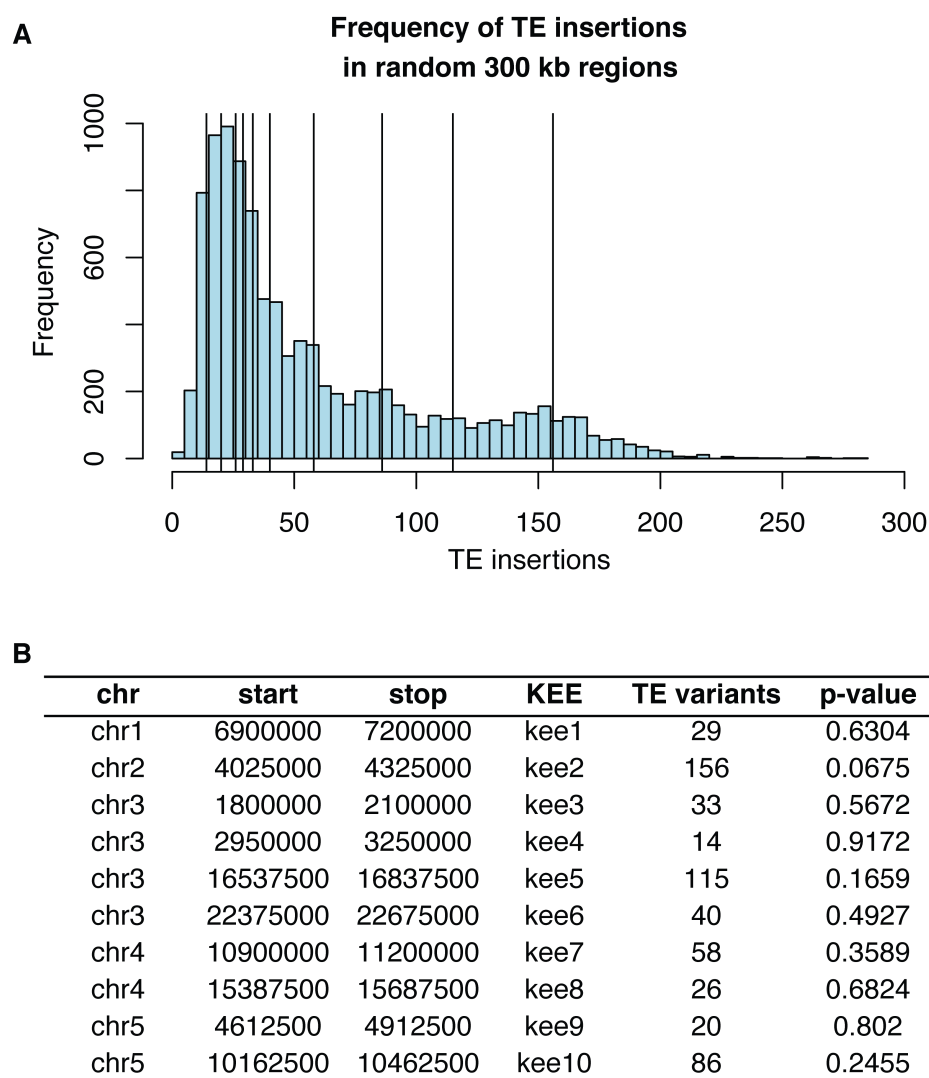 A
Frequency of TE insertions
in random 300 kb regions
Frequency
1000
600
200
0
0 50 100 150 200 250 300
TE insertions
B
chr start stop KEE TE variants p-value
chr1 6900000 7200000 kee1 29 0.6304
chr2 4025000 4325000 kee2 156 0.0675
chr3 1800000 2100000 kee3 33 0.5672
chr3 2950000 3250000 kee4 14 0.9172
chr3 16537500 16837500 kee5 115 0.1659
chr3 22375000 22675000 kee6 40 0.4927
chr4 10900000 11200000 kee7 58 0.3589
chr4 15387500 15687500 kee8 26 0.6824
chr5 4612500 4912500 kee9 20 0.802
chr5 10162500 10462500 kee10 86 0.2455